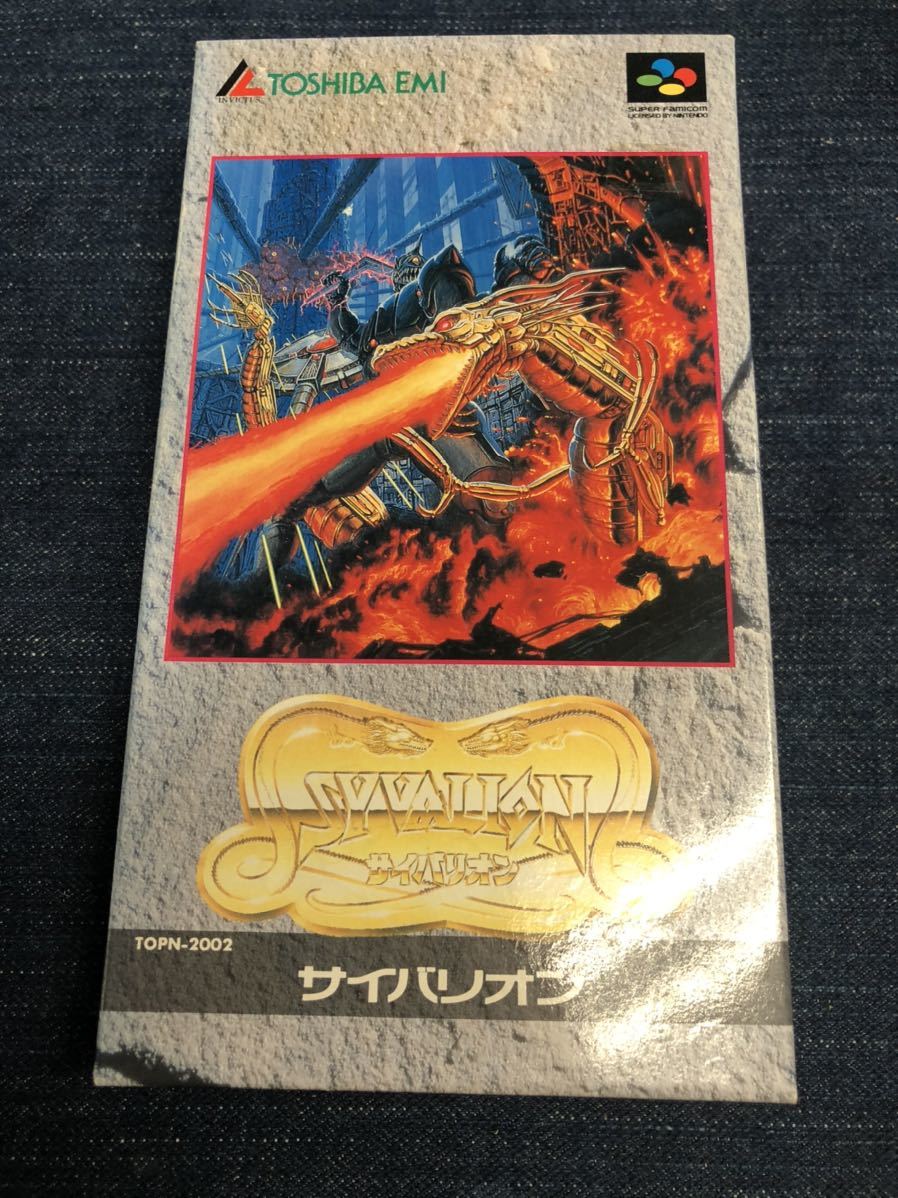 INVICTUS
TOSHIBA EMI
SUPER FAMICOM
LICENSED BY NINTENDO
SYVALION
サイバリオン
TOPN-2002
サイバリオン